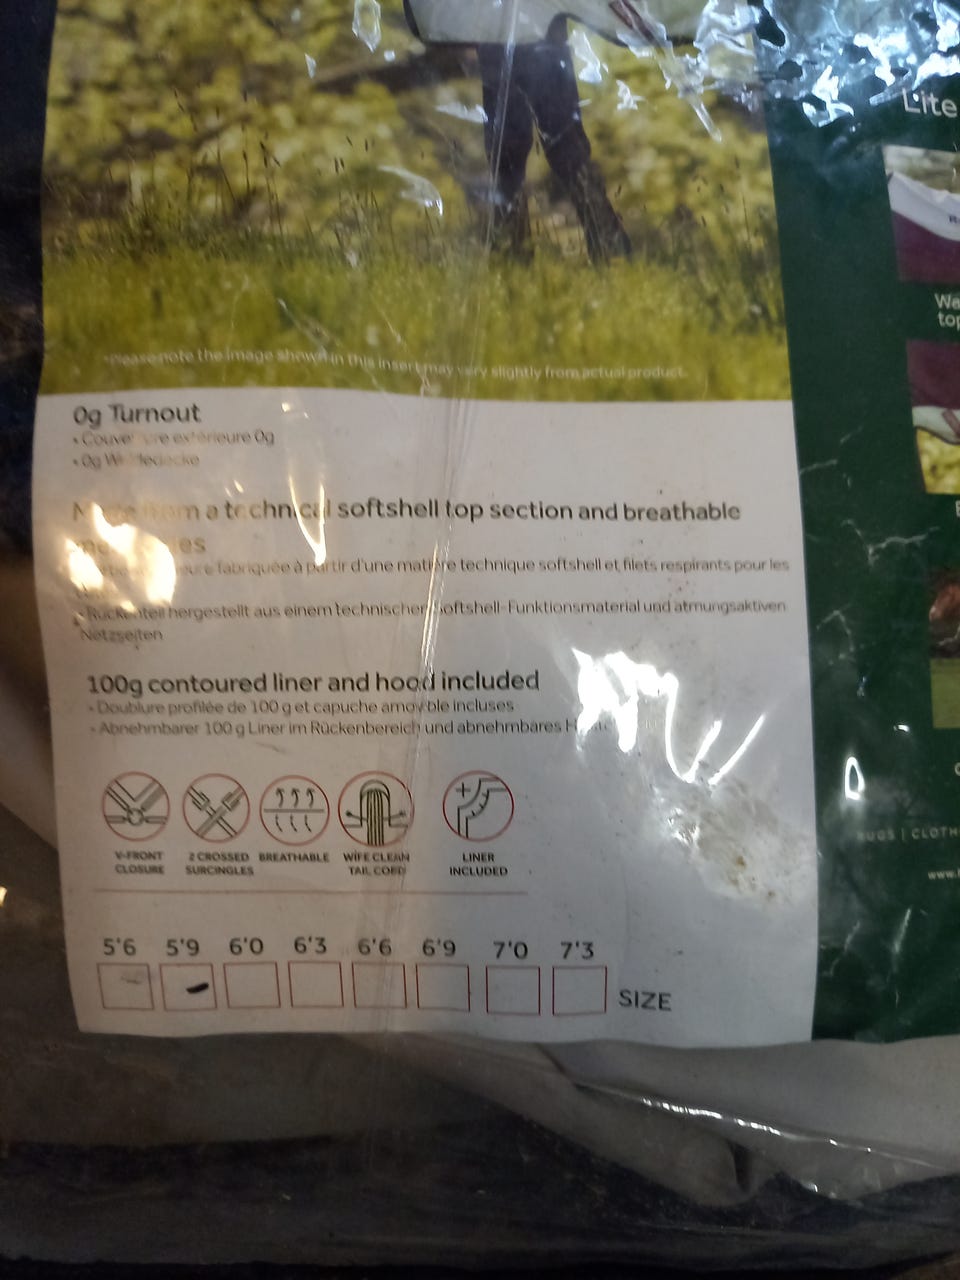 Lite
*Please note the image shown in this insert may vary slightly from actual product.
0g Turnout
• extérieure 0g
• 0g
a technical softshell top section and breathable
fabriquée à partir d'une matière technique softshell et filets respirants pour les
• Rückenteil hergestellt aus einem technischen Softshell-Funktionsmaterial und atmungsaktiven
Netzseiten
100g contoured liner and hood included
• Doublure profilée de 100 g et capuche amovible incluses
• Abnehmbarer 100 g Liner im Rückenbereich und abnehmbares
V-FRONT
CLOSURE
2 CROSSED
SURCINGLES
BREATHABLE
WIPE CLEAN
TAIL CORD
LINER
INCLUDED
5'6 5'9 6'0 6'3 6'6 6'9 7'0 7'3
SIZE
RUGS | CLOTH
www.